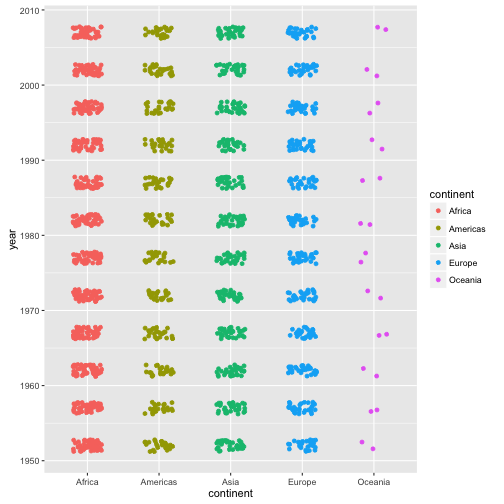 2010
2000
1990
1980
1970
1960
1950
year
Africa Americas Asia Europe Oceania
continent
continent
Africa
Americas
Asia
Europe
Oceania